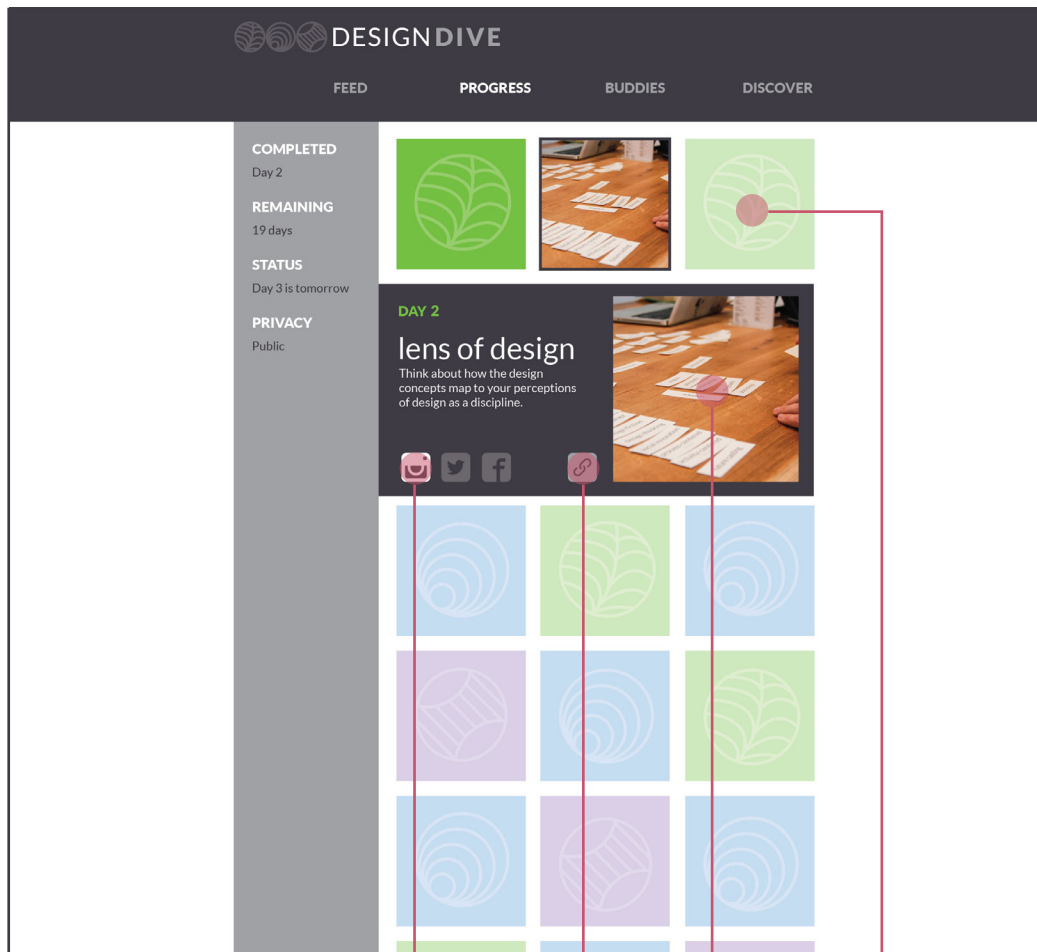 DESIGNDIVE
FEED PROGRESS BUDDIES DISCOVER
COMPLETED
Day 2
REMAINING
19 days
STATUS
Day 3 is tomorrow
PRIVACY
Public
DAY 2
lens of design
Think about how the design
concepts map to your perceptions
of design as a discipline.